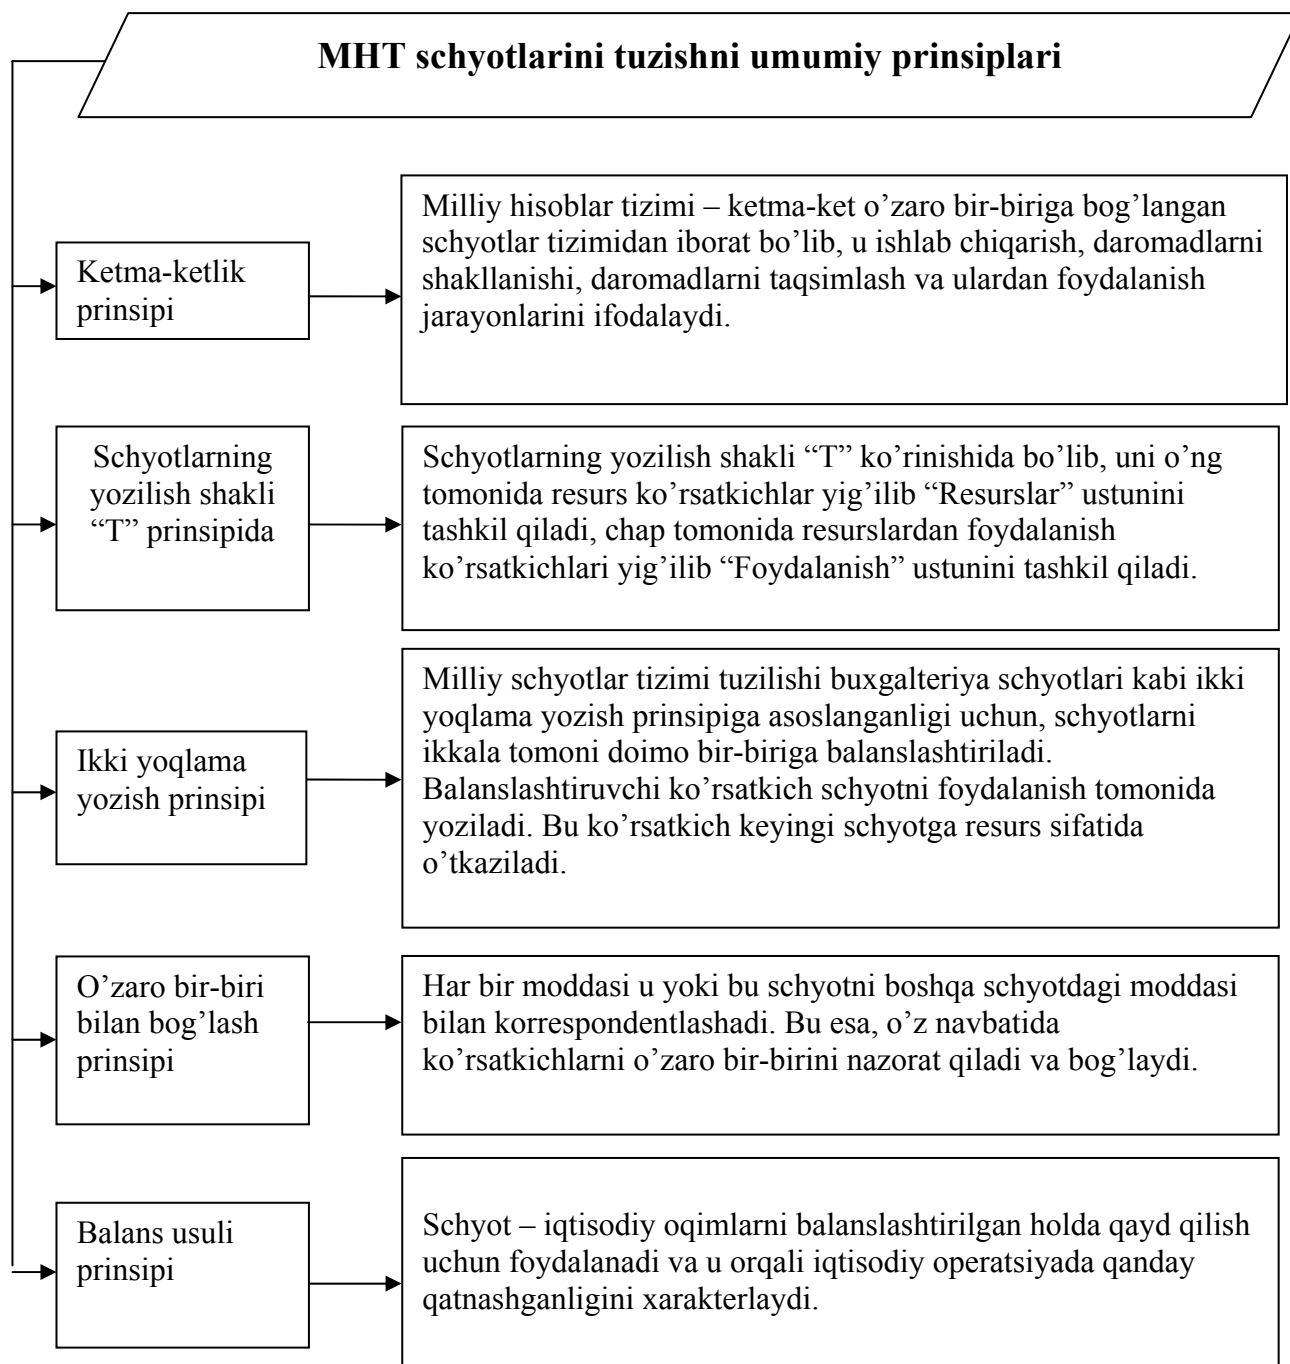 MHT schyotlarini tuzishni umumiy prinsiplari
Ketma-ketlik
prinsipi
Milliy hisoblar tizimi – ketma-ket o’zaro bir-biriga bog’langan
schyotlar tizimidan iborat bo’lib, u ishlab chiqarish, daromadlarni
shakllanishi, daromadlarni taqsimlash va ulardan foydalanish
jarayonlarini ifodalaydi.
Schyotlarning
yozilish shakli
“T” prinsipida
Schyotlarning yozilish shakli “T” ko’rinishida bo’lib, uni o’ng
tomonida resurs ko’rsatkichlar yig’ilib “Resurslar” ustunini
tashkil qiladi, chap tomonida resurslardan foydalanish
ko’rsatkichlari yig’ilib “Foydalanish” ustunini tashkil qiladi.
Ikki yoqlama
yozish prinsipi
Milliy schyotlar tizimi tuzilishi buxgalteriya schyotlari kabi ikki
yoqlama yozish prinsipiga asoslanganligi uchun, schyotlarni
ikkala tomoni doimo bir-biriga balanslashtiriladi.
Balanslashtiruvchi ko’rsatkich schyotni foydalanish tomonida
yoziladi. Bu ko’rsatkich keyingi schyotga resurs sifatida
o’tkaziladi.
O’zaro bir-biri
bilan bog’lash
prinsipi
Har bir moddasi u yoki bu schyotni boshqa schyotdagi moddasi
bilan korrespondentlashadi. Bu esa, o’z navbatida
ko’rsatkichlarni o’zaro bir-birini nazorat qiladi va bog’laydi.
Balans usuli
prinsipi
Schyot – iqtisodiy oqimlarni balanslashtirilgan holda qayd qilish
uchun foydalanadi va u orqali iqtisodiy operatsiyada qanday
qatnashganligini xarakterlaydi.